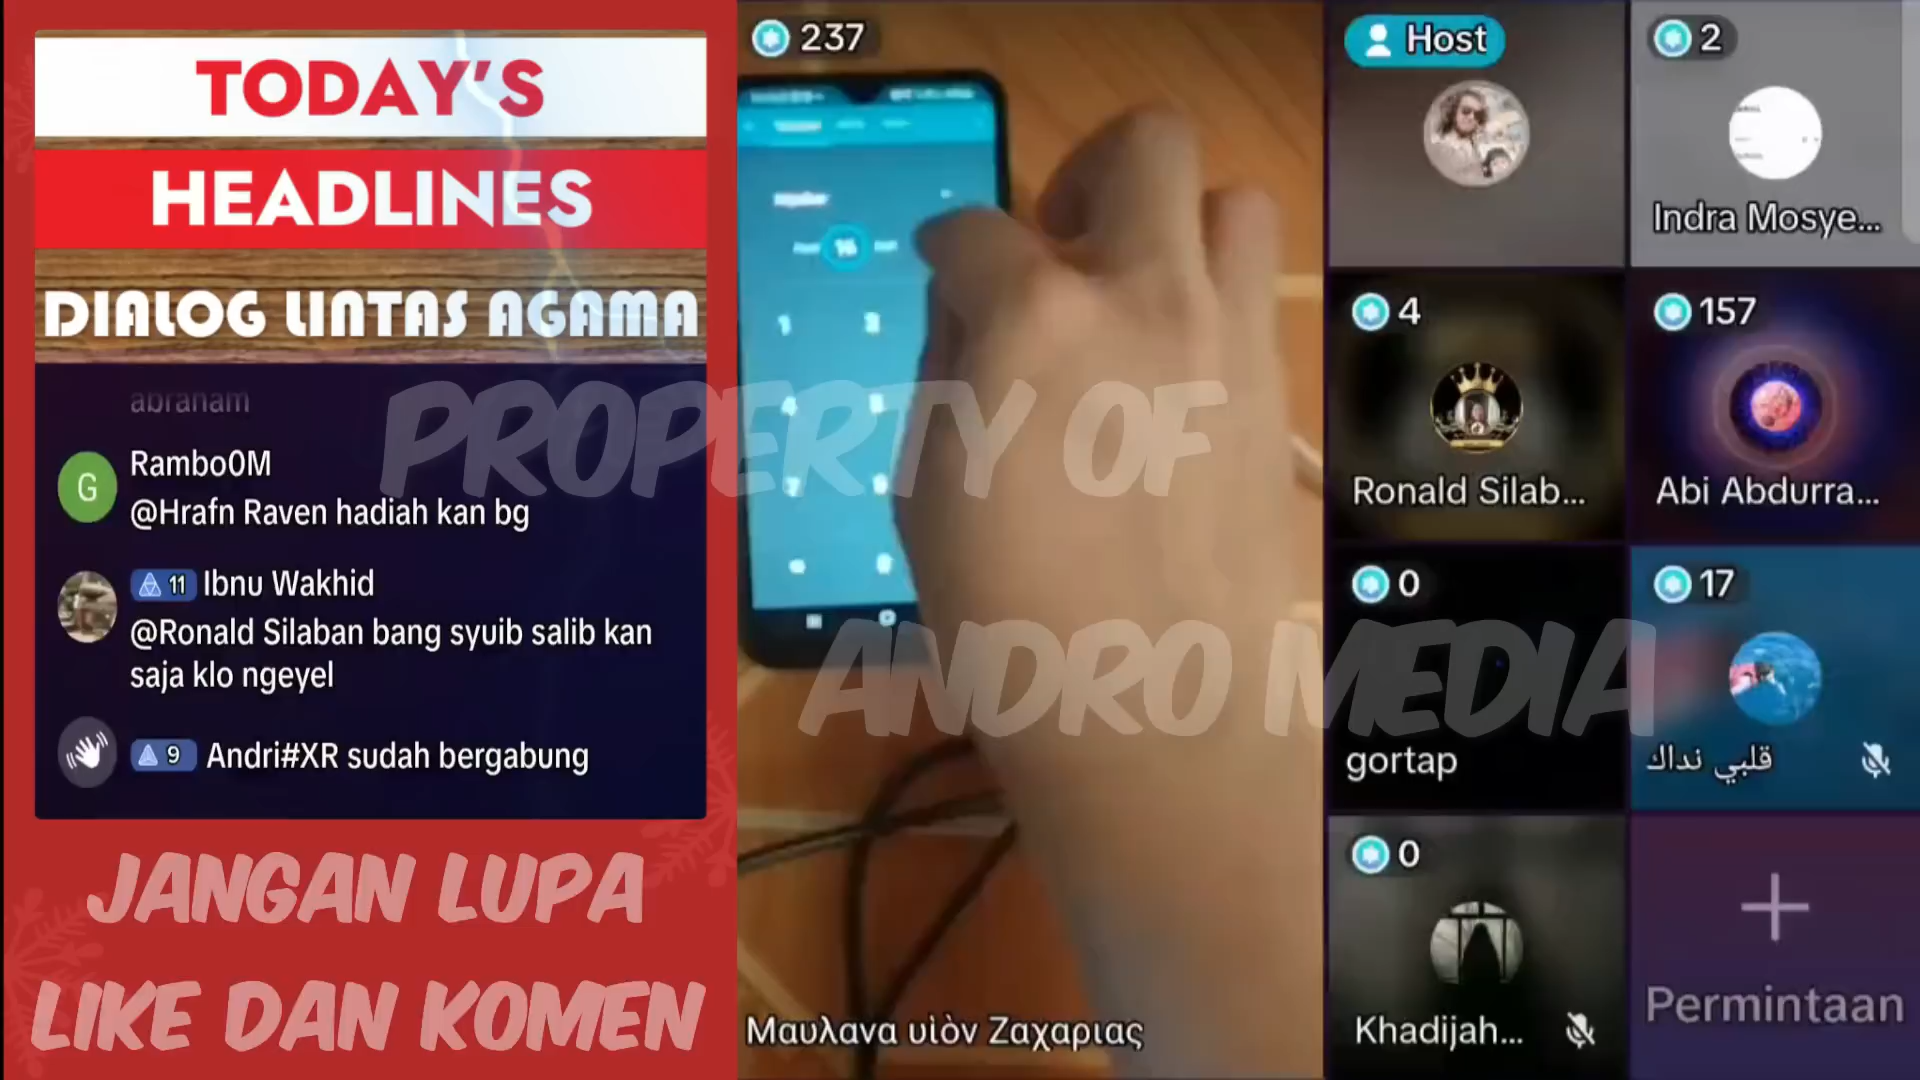 TODAY'S
HEADLINES
DIALOG LINTAS AGAMA
abraham
Rambo0M
@Hrafn Raven hadiah kan bg
11 Ibnu Wakhid
@Ronald Silaban bang syuib salib kan
saja klo ngeyel
9 Andri#XR sudah bergabung
JANGAN LUPA
LIKE DAN KOMEN
PROPERTY OF
ANDRO MEDIA
237
16
Μαυλανα υἱὸν Ζαχαριας
Host
2
Indra Mosye...
4
Ronald Silab...
157
Abi Abdurra...
0
gortap
17
قلبي نداك
0
Khadijah...
Permintaan
G